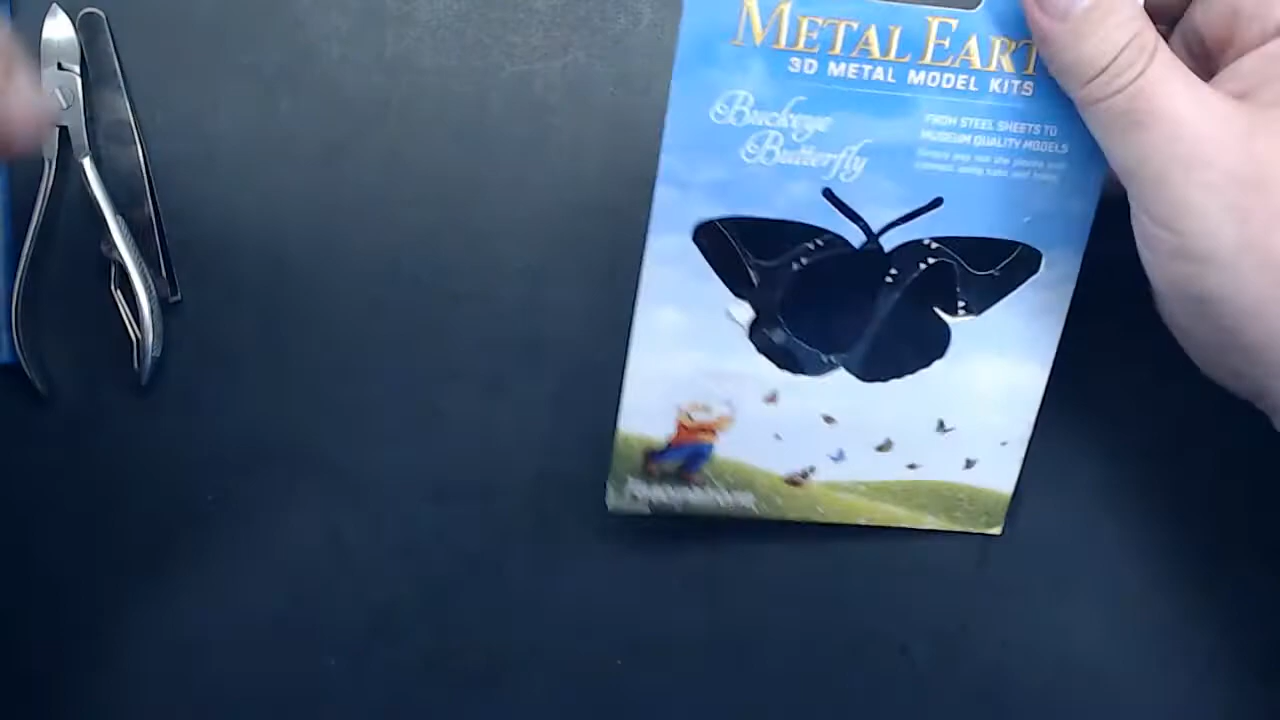 METAL EART
3D METAL MODEL KITS
Buckeye
Butterfly
FROM STEEL SHEETS TO
MUSEUM QUALITY MODELS